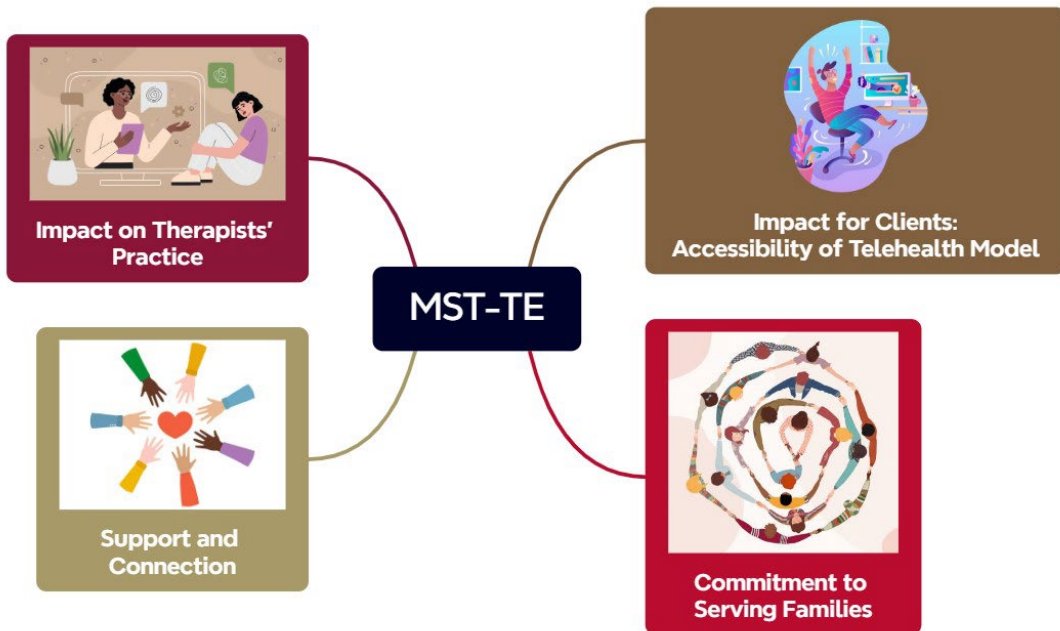 Impact on Therapists'
Practice
Impact for Clients:
Accessibility of Telehealth Model
MST-TE
Support and
Connection
Commitment to
Serving Families